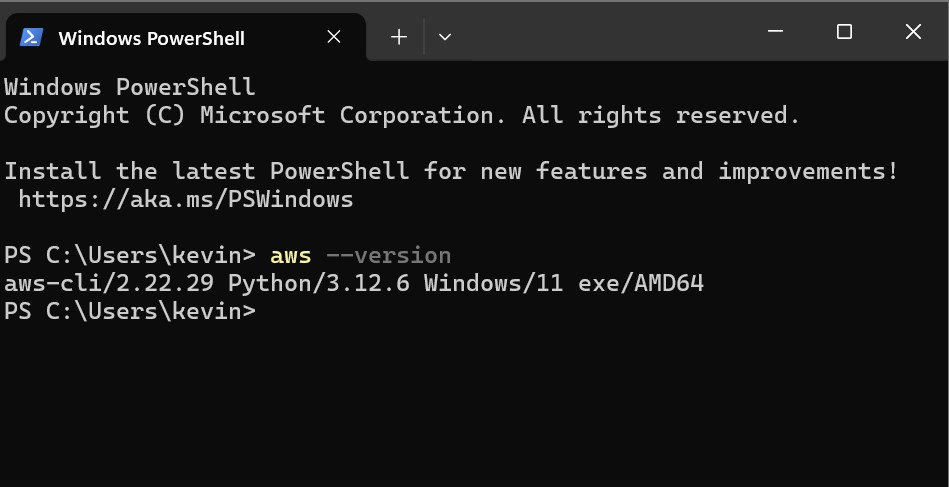 Windows PowerShell
Windows PowerShell
Copyright (C) Microsoft Corporation. All rights reserved.
Install the latest PowerShell for new features and improvements!
https://aka.ms/PSWindows
PS C:\Users\kevin> aws --version
aws-cli/2.22.29 Python/3.12.6 Windows/11 exe/AMD64
PS C:\Users\kevin>